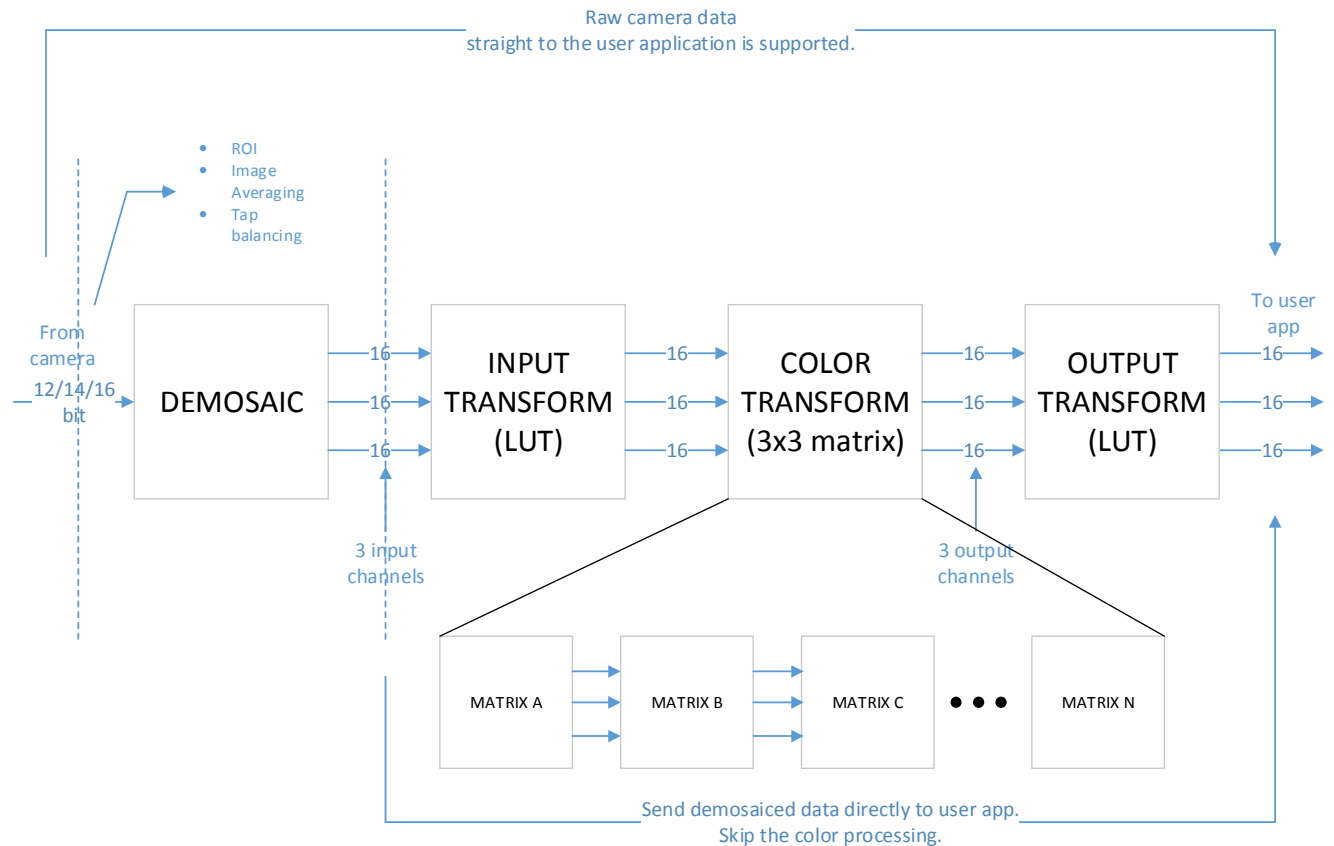 Raw camera data
straight to the user application is supported.
• ROI
• Image
Averaging
• Tap
balancing
From
camera
12/14/16
bit
To user
app
DEMOSAIC
16
16
16
INPUT
TRANSFORM
(LUT)
16
16
16
COLOR
TRANSFORM
(3x3 matrix)
16
16
16
OUTPUT
TRANSFORM
(LUT)
16
16
16
3 input
channels
3 output
channels
MATRIX A
MATRIX B
MATRIX C
MATRIX N
Send demosaiced data directly to user app.
Skip the color processing.